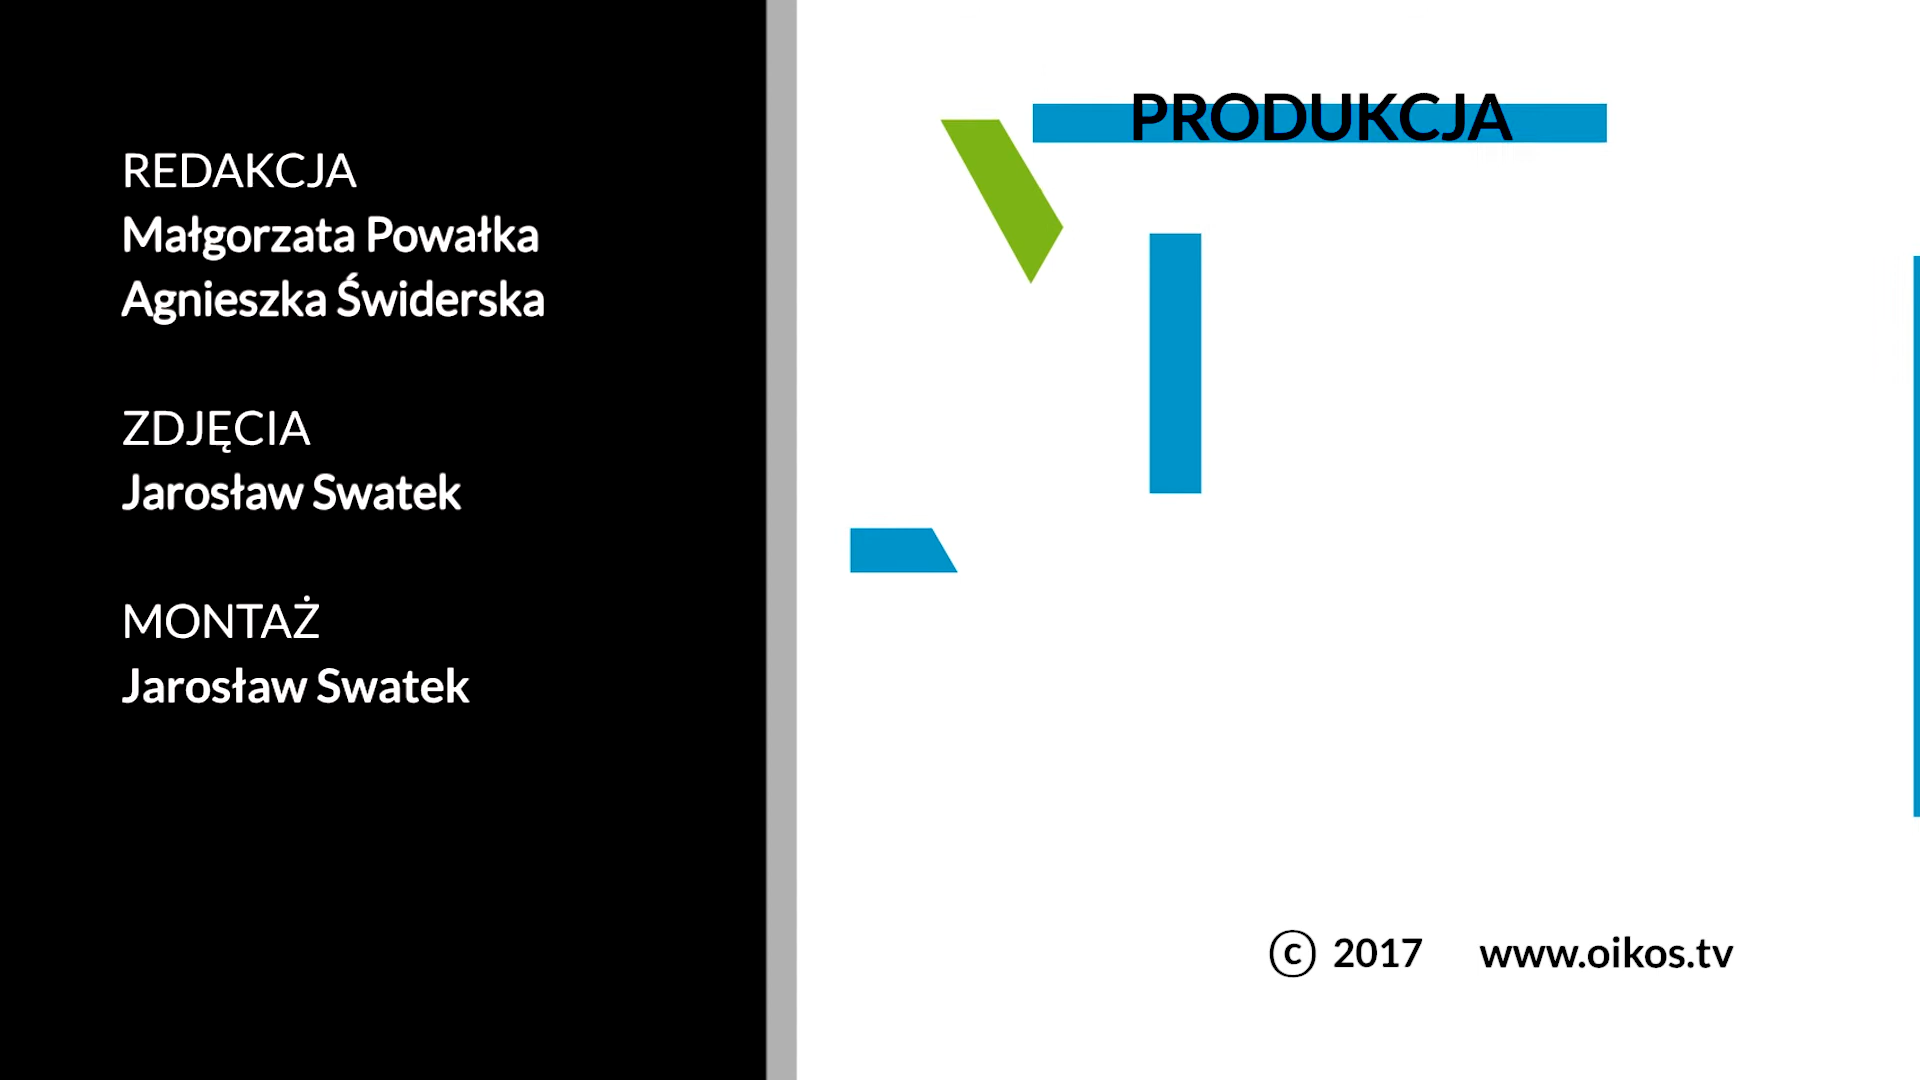 REDAKCJA
Małgorzata Powałka
Agnieszka Świderska
ZDJĘCIA
Jarosław Swatek
MONTAŻ
Jarosław Swatek
PRODUKCJA
© 2017 www.oikos.tv